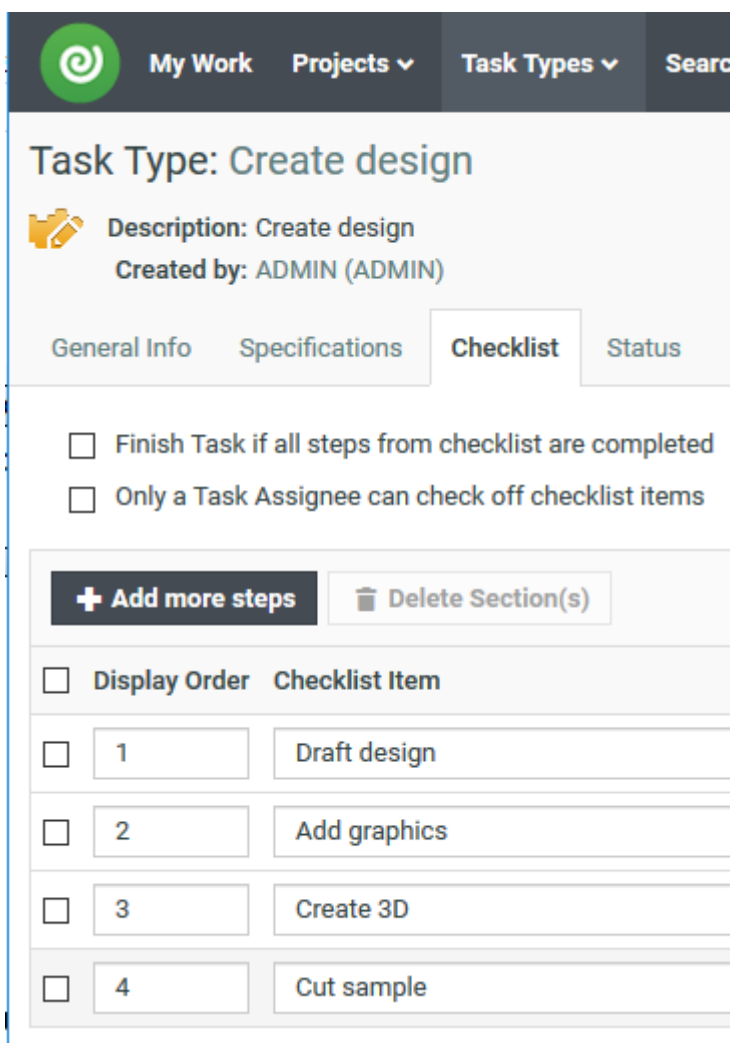 My Work Projects Task Types Searc
Task Type: Create design
Description: Create design
Created by: ADMIN (ADMIN)
General Info Specifications Checklist Status
Finish Task if all steps from checklist are completed
Only a Task Assignee can check off checklist items
Add more steps Delete Section(s)
Display Order Checklist Item
1 Draft design
2 Add graphics
3 Create 3D
4 Cut sample